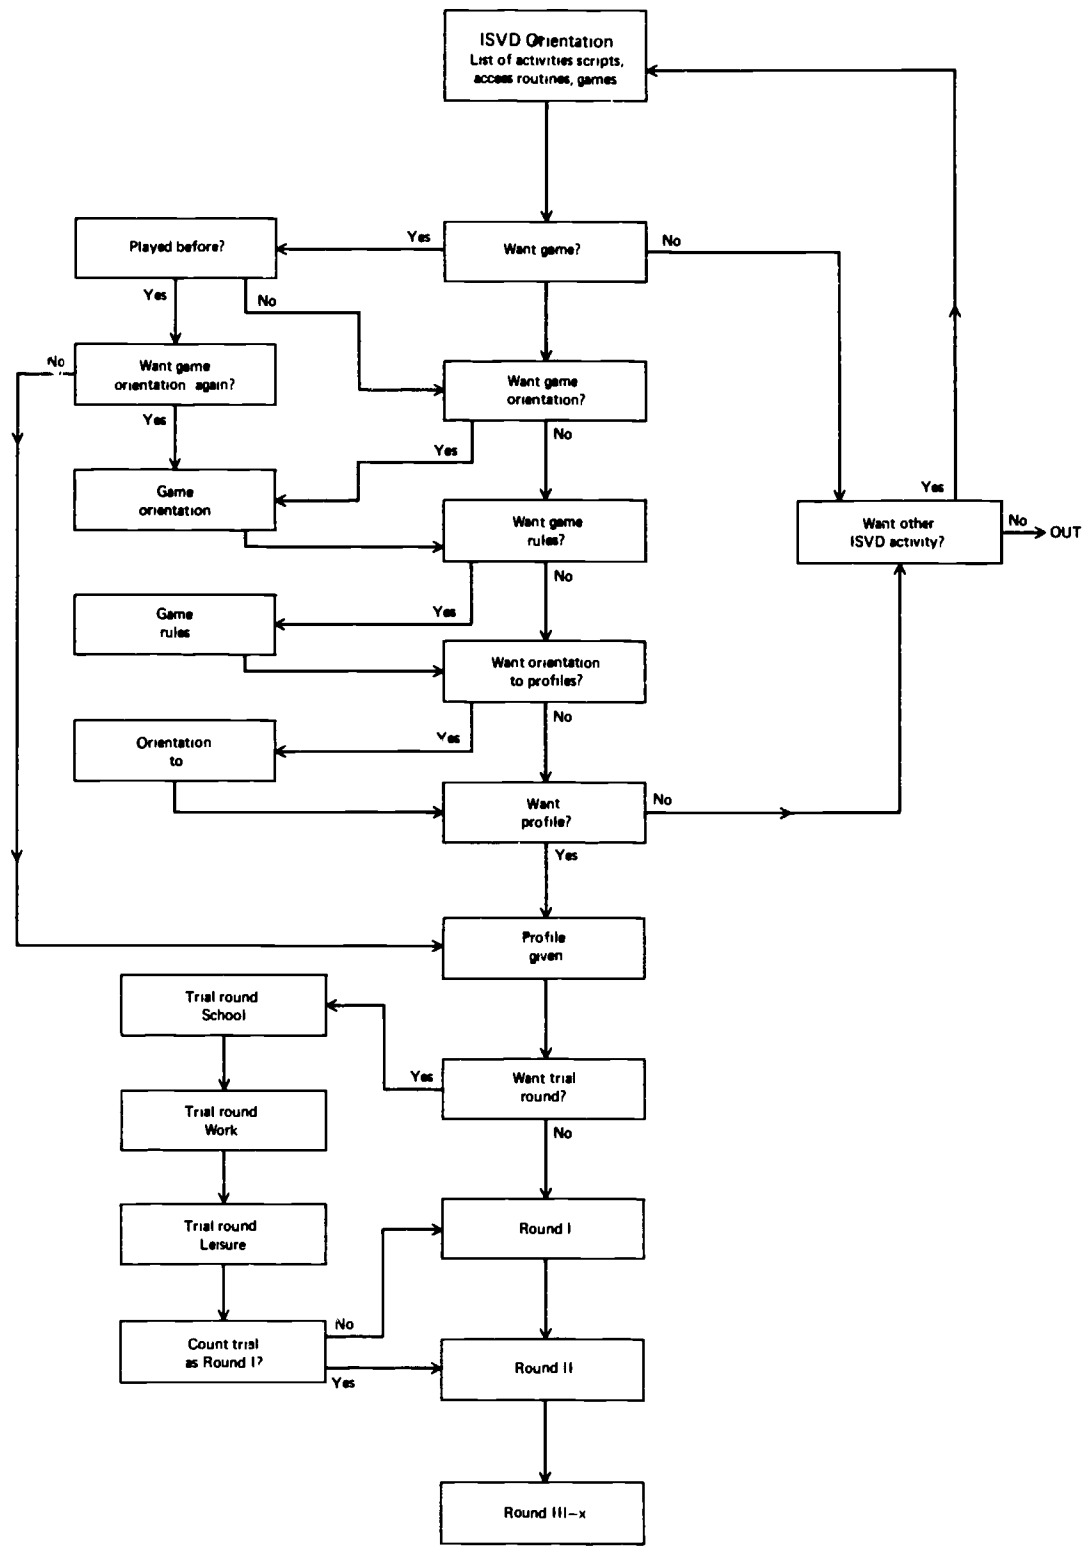 ISVD Orientation
List of activities scripts,
access routines, games
Played before?
Yes
Want game?
No
Yes
No
No
Want game
orientation again?
Want game
orientation?
Yes
Yes
No
Game
orientation
Want game
rules?
Yes
Want other
ISVD activity?
No
OUT
No
Game
rules
Yes
Want orientation
to profiles?
No
Orientation
to
Yes
Want
profile?
No
Yes
Profile
given
Trial round
School
Yes
Want trial
round?
Trial round
Work
No
Trial round
Leisure
Round I
No
Count trial
as Round I?
Yes
Round II
Round III-x